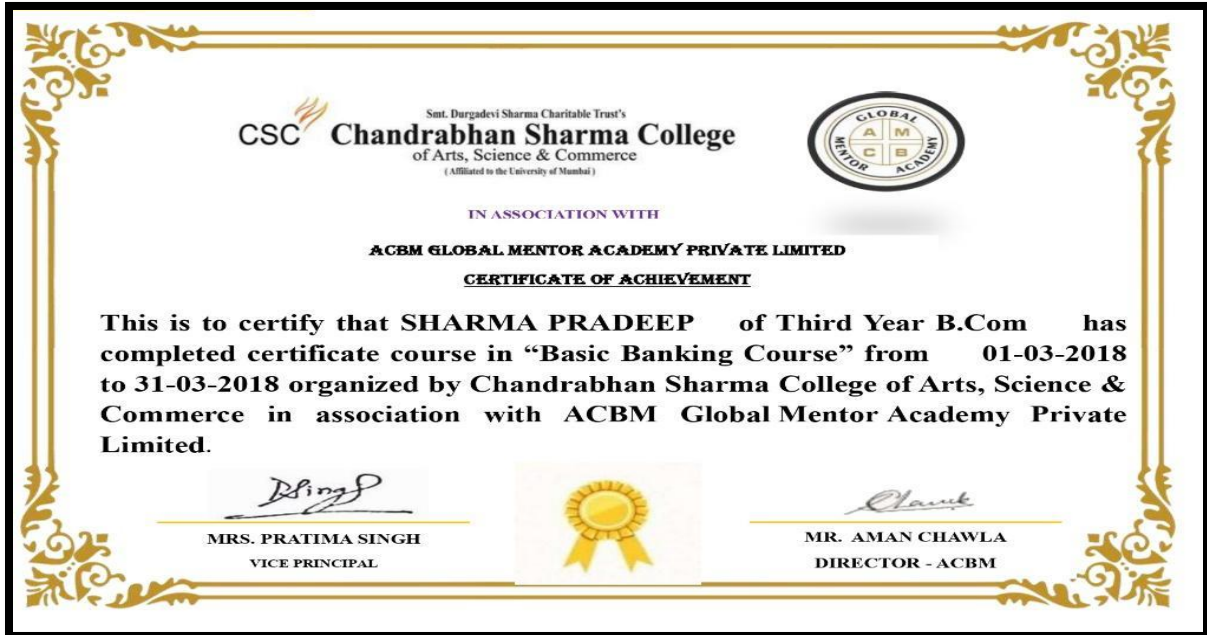 Smt. Durgadevi Sharma Charitable Trust's
CSC Chandrabhan Sharma College
of Arts, Science & Commerce
(Affiliated to the University of Mumbai)
GLOBAL
A M
C B
MENTOR ACADEMY
IN ASSOCIATION WITH
ACBM GLOBAL MENTOR ACADEMY PRIVATE LIMITED
CERTIFICATE OF ACHIEVEMENT
This is to certify that SHARMA PRADEEP of Third Year B.Com has
completed certificate course in “Basic Banking Course” from 01-03-2018
to 31-03-2018 organized by Chandrabhan Sharma College of Arts, Science &
Commerce in association with ACBM Global Mentor Academy Private
Limited.
MRS. PRATIMA SINGH
VICE PRINCIPAL
MR. AMAN CHAWLA
DIRECTOR - ACBM